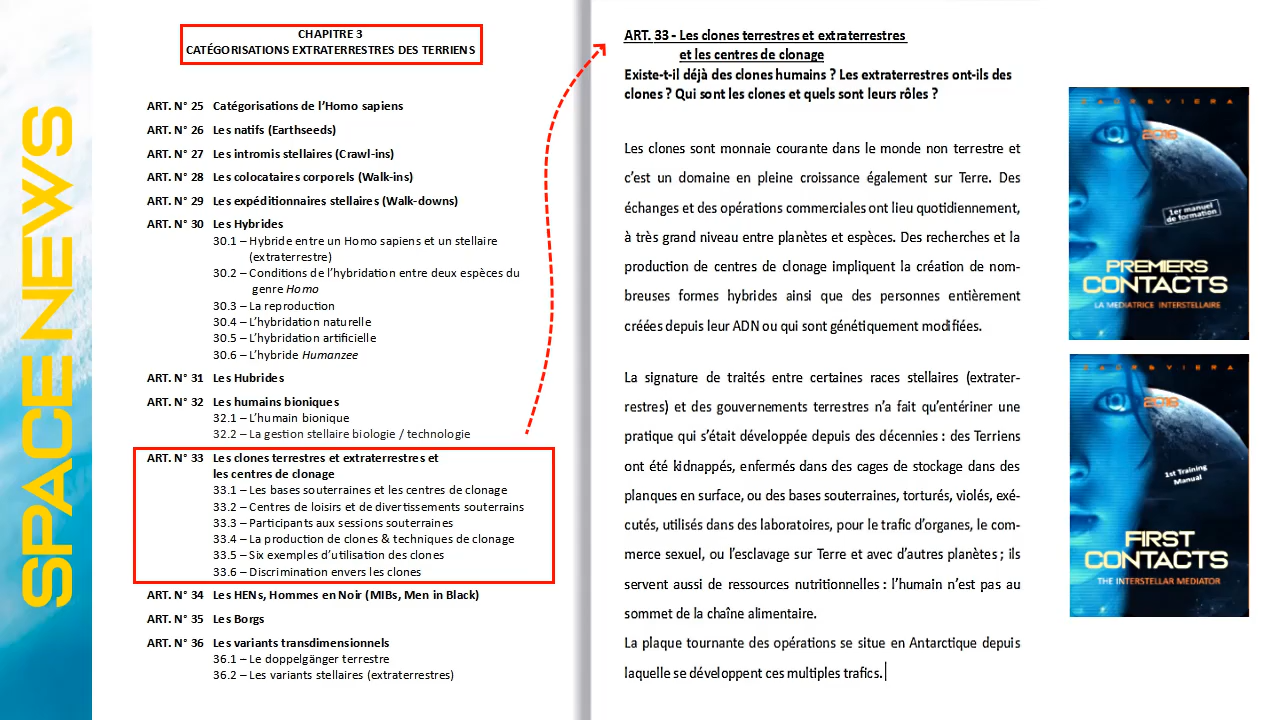 SPACE NEWS
CHAPITRE 3
CATÉGORISATIONS EXTRATERRESTRES DES TERRIENS
ART. N° 25 Catégorisations de l'Homo sapiens
ART. N° 26 Les natifs (Earthseeds)
ART. N° 27 Les intromis stellaires (Crawl-ins)
ART. N° 28 Les colocataires corporels (Walk-ins)
ART. N° 29 Les expéditionnaires stellaires (Walk-downs)
ART. N° 30 Les Hybrides
30.1 – Hybride entre un Homo sapiens et un stellaire
(extraterrestre)
30.2 – Conditions de l'hybridation entre deux espèces du
genre Homo
30.3 – La reproduction
30.4 – L'hybridation naturelle
30.5 – L'hybridation artificielle
30.6 – L'hybride Humanzee
ART. N° 31 Les Hubrides
ART. N° 32 Les humains bioniques
32.1 – L'humain bionique
32.2 – La gestion stellaire biologie / technologie
ART. N° 33 Les clones terrestres et extraterrestres et
les centres de clonage
33.1 – Les bases souterraines et les centres de clonage
33.2 – Centres de loisirs et de divertissements souterrains
33.3 – Participants aux sessions souterraines
33.4 – La production de clones & techniques de clonage
33.5 – Six exemples d'utilisation des clones
33.6 – Discrimination envers les clones
ART. N° 34 Les HENs, Hommes en Noir (MIBs, Men in Black)
ART. N° 35 Les Borgs
ART. N° 36 Les variants transdimensionnels
36.1 – Le doppelgänger terrestre
36.2 – Les variants stellaires (extraterrestres)
ART. 33 - Les clones terrestres et extraterrestres
et les centres de clonage
Existe-t-il déjà des clones humains ? Les extraterrestres ont-ils des
clones ? Qui sont les clones et quels sont leurs rôles ?
Les clones sont monnaie courante dans le monde non terrestre et
c'est un domaine en pleine croissance également sur Terre. Des
échanges et des opérations commerciales ont lieu quotidiennement,
à très grand niveau entre planètes et espèces. Des recherches et la
production de centres de clonage impliquent la création de nom-
breuses formes hybrides ainsi que des personnes entièrement
créées depuis leur ADN ou qui sont génétiquement modifiées.
La signature de traités entre certaines races stellaires (extrater-
restres) et des gouvernements terrestres n'a fait qu'entériner une
pratique qui s'était développée depuis des décennies : des Terriens
ont été kidnappés, enfermés dans des cages de stockage dans des
planques en surface, ou des bases souterraines, torturés, violés, exé-
cutés, utilisés dans des laboratoires, pour le trafic d'organes, le com-
merce sexuel, ou l'esclavage sur Terre et avec d'autres planètes ; ils
servent aussi de ressources nutritionnelles : l'humain n'est pas au
sommet de la chaîne alimentaire.
La plaque tournante des opérations se situe en Antarctique depuis
laquelle se développent ces multiples trafics.
2018
1er manuel
de formation
PREMIERS
CONTACTS
LA MEDIATRICE INTERSTELLAIRE
2018
1st Training
Manual
FIRST
CONTACTS
THE INTERSTELLAR MEDIATOR